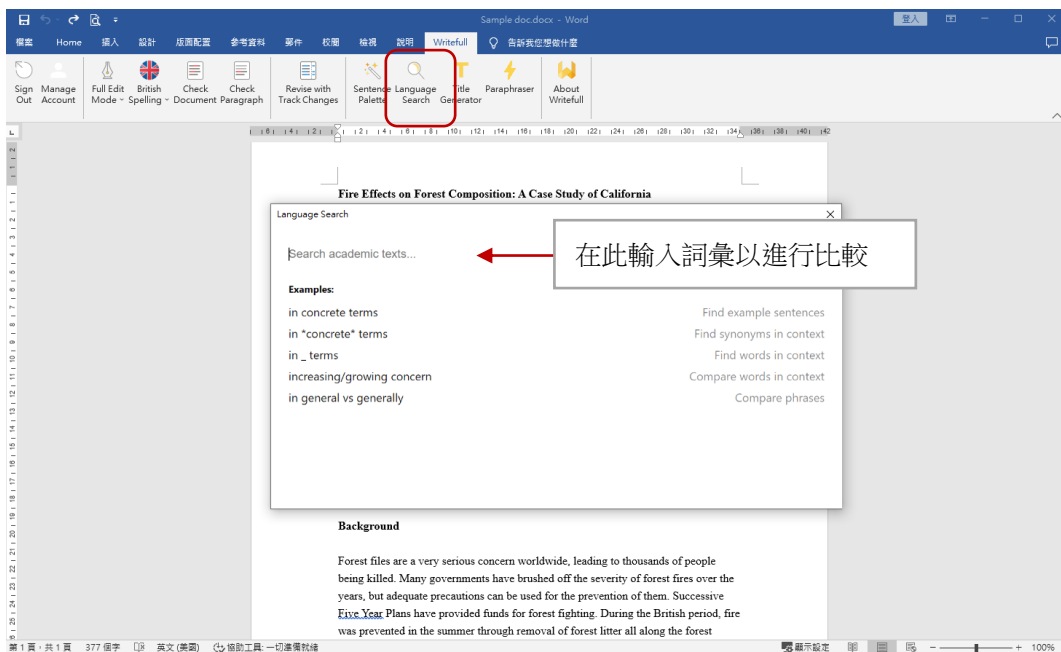 Sample doc.docx - Word
登入
檔案 Home 插入 設計 版面配置 參考資料 郵件 校閱 檢視 說明 Writefull 告訴我您想做什麼
Sign Out
Manage Account
Full Edit Mode
British Spelling
Check Document
Check Paragraph
Revise with Track Changes
Sentence Palette
Language Search
Title Generator
Paraphraser
About Writefull
Fire Effects on Forest Composition: A Case Study of California
Language Search
Search academic texts...
在此輸入詞彙以進行比較
Examples:
in concrete terms Find example sentences
in *concrete* terms Find synonyms in context
in _ terms Find words in context
increasing/growing concern Compare words in context
in general vs generally Compare phrases
Background
Forest files are a very serious concern worldwide, leading to thousands of people
being killed. Many governments have brushed off the severity of forest fires over the
years, but adequate precautions can be used for the prevention of them. Successive
Five Year Plans have provided funds for forest fighting. During the British period, fire
was prevented in the summer through removal of forest litter all along the forest
第 1 頁，共 1 頁 377 個字 英文 (美國) 協助工具: 一切準備就緒 顯示設定 100%